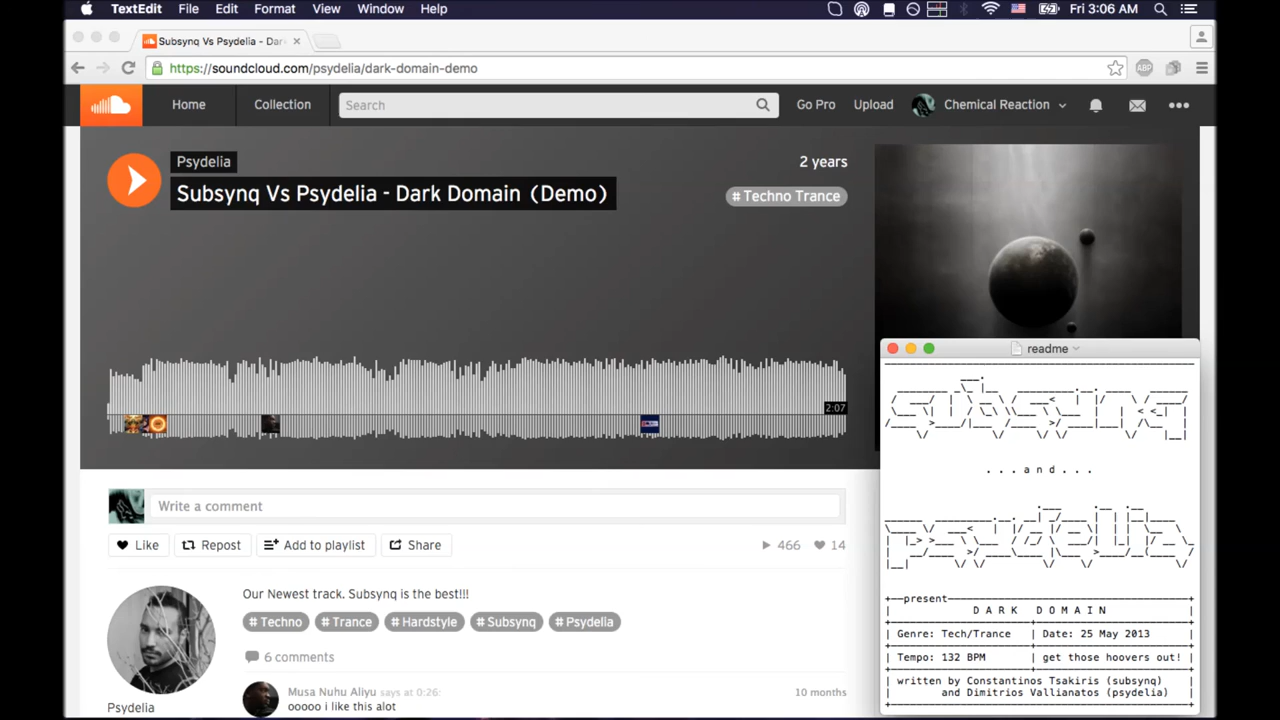 TextEdit File Edit Format View Window Help Fri 3:06 AM
Subsynq Vs Psydelia - Dar
https://soundcloud.com/psydelia/dark-domain-demo
ABP
Home Collection Search Go Pro Upload Chemical Reaction
Psydelia
2 years
Subsynq Vs Psydelia - Dark Domain (Demo)
# Techno Trance
2:07
Write a comment
Like Repost Add to playlist Share 466 14
Our Newest track. Subsynq is the best!!!
# Techno # Trance # Hardstyle # Subsynq # Psydelia
6 comments
Musa Nuhu Aliyu says at 0:26: 10 months
ooooo i like this alot
Psydelia
readme
subsynq
...and...
psydelia
present
DARK DOMAIN
Genre: Tech/Trance Date: 25 May 2013
Tempo: 132 BPM get those hoovers out!
written by Constantinos Tsakiris (subsynq)
and Dimitrios Vallianatos (psydelia)